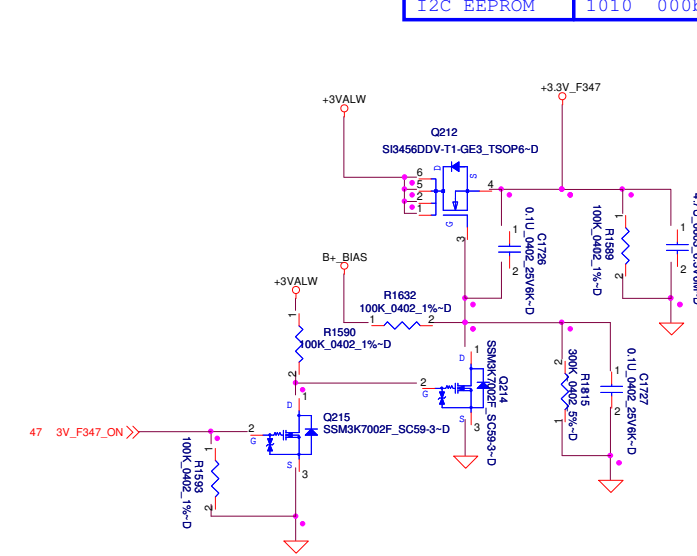 I2C EEPROM
1010 000b
+3VALW
+3.3V_F347
Q212
SI3456DDV-T1-GE3_TSOP6~D
6
5
2
1
D
S
G
4
3
1
C1726
0.1U_0402_25V6K~D
2
1
R1589
100K_0402_1%~D
2
1
2
B+_BIAS
+3VALW
R1632
100K_0402_1%~D
1
2
1
R1590
100K_0402_1%~D
2
D
1
2
G
S
3
Q214
SSM3K7002F_SC59-3~D
2
R1815
300K_0402_5%~D
1
1
C1727
0.1U_0402_25V6K~D
2
D
1
Q215
SSM3K7002F_SC59-3~D
2
G
S
3
47 3V_F347_ON
1
R1593
100K_0402_1%~D
2